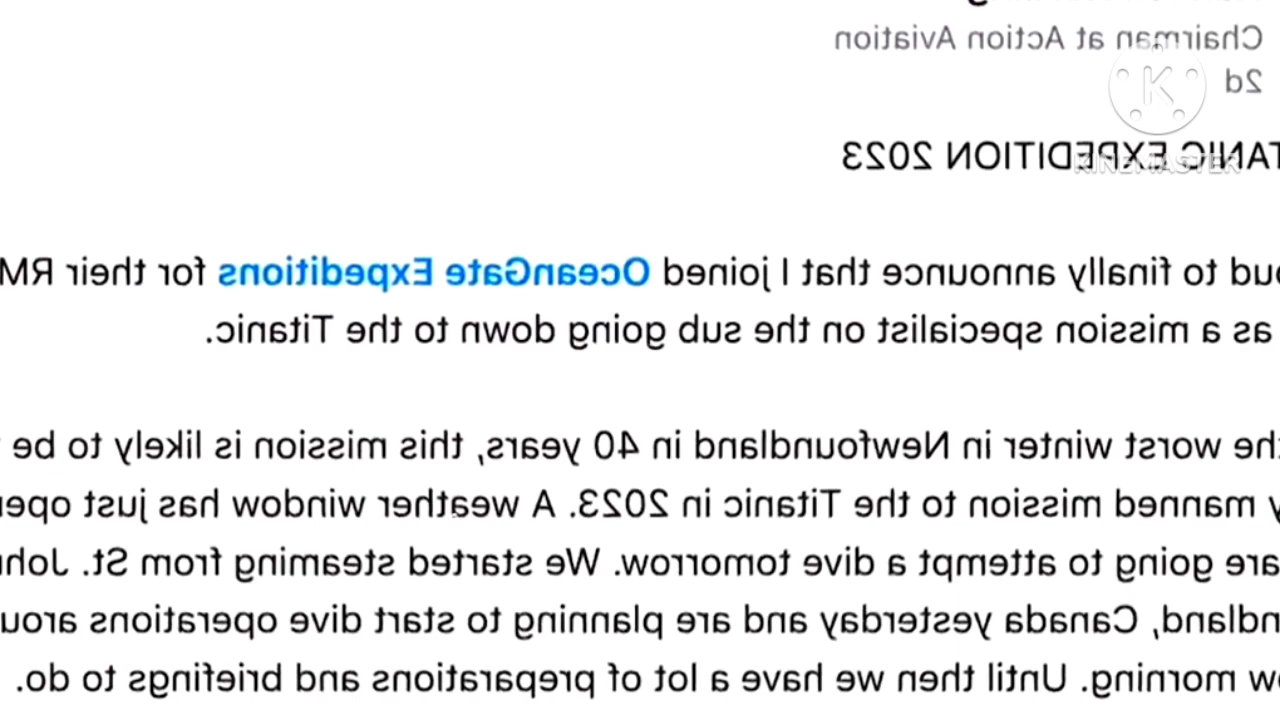 Chairman at Action Aviation
2d
KINEMASTER
TANIC EXPEDITION 2023
oud to finally announce that I joined OceanGate Expeditions for their RM
as a mission specialist on the sub going down to the Titanic.
he worst winter in Newfoundland in 40 years, this mission is likely to be
y manned mission to the Titanic in 2023. A weather window has just ope
are going to attempt a dive tomorrow. We started steaming from St. John
ndland, Canada yesterday and are planning to start dive operations arou
ow morning. Until then we have a lot of preparations and briefings to do.